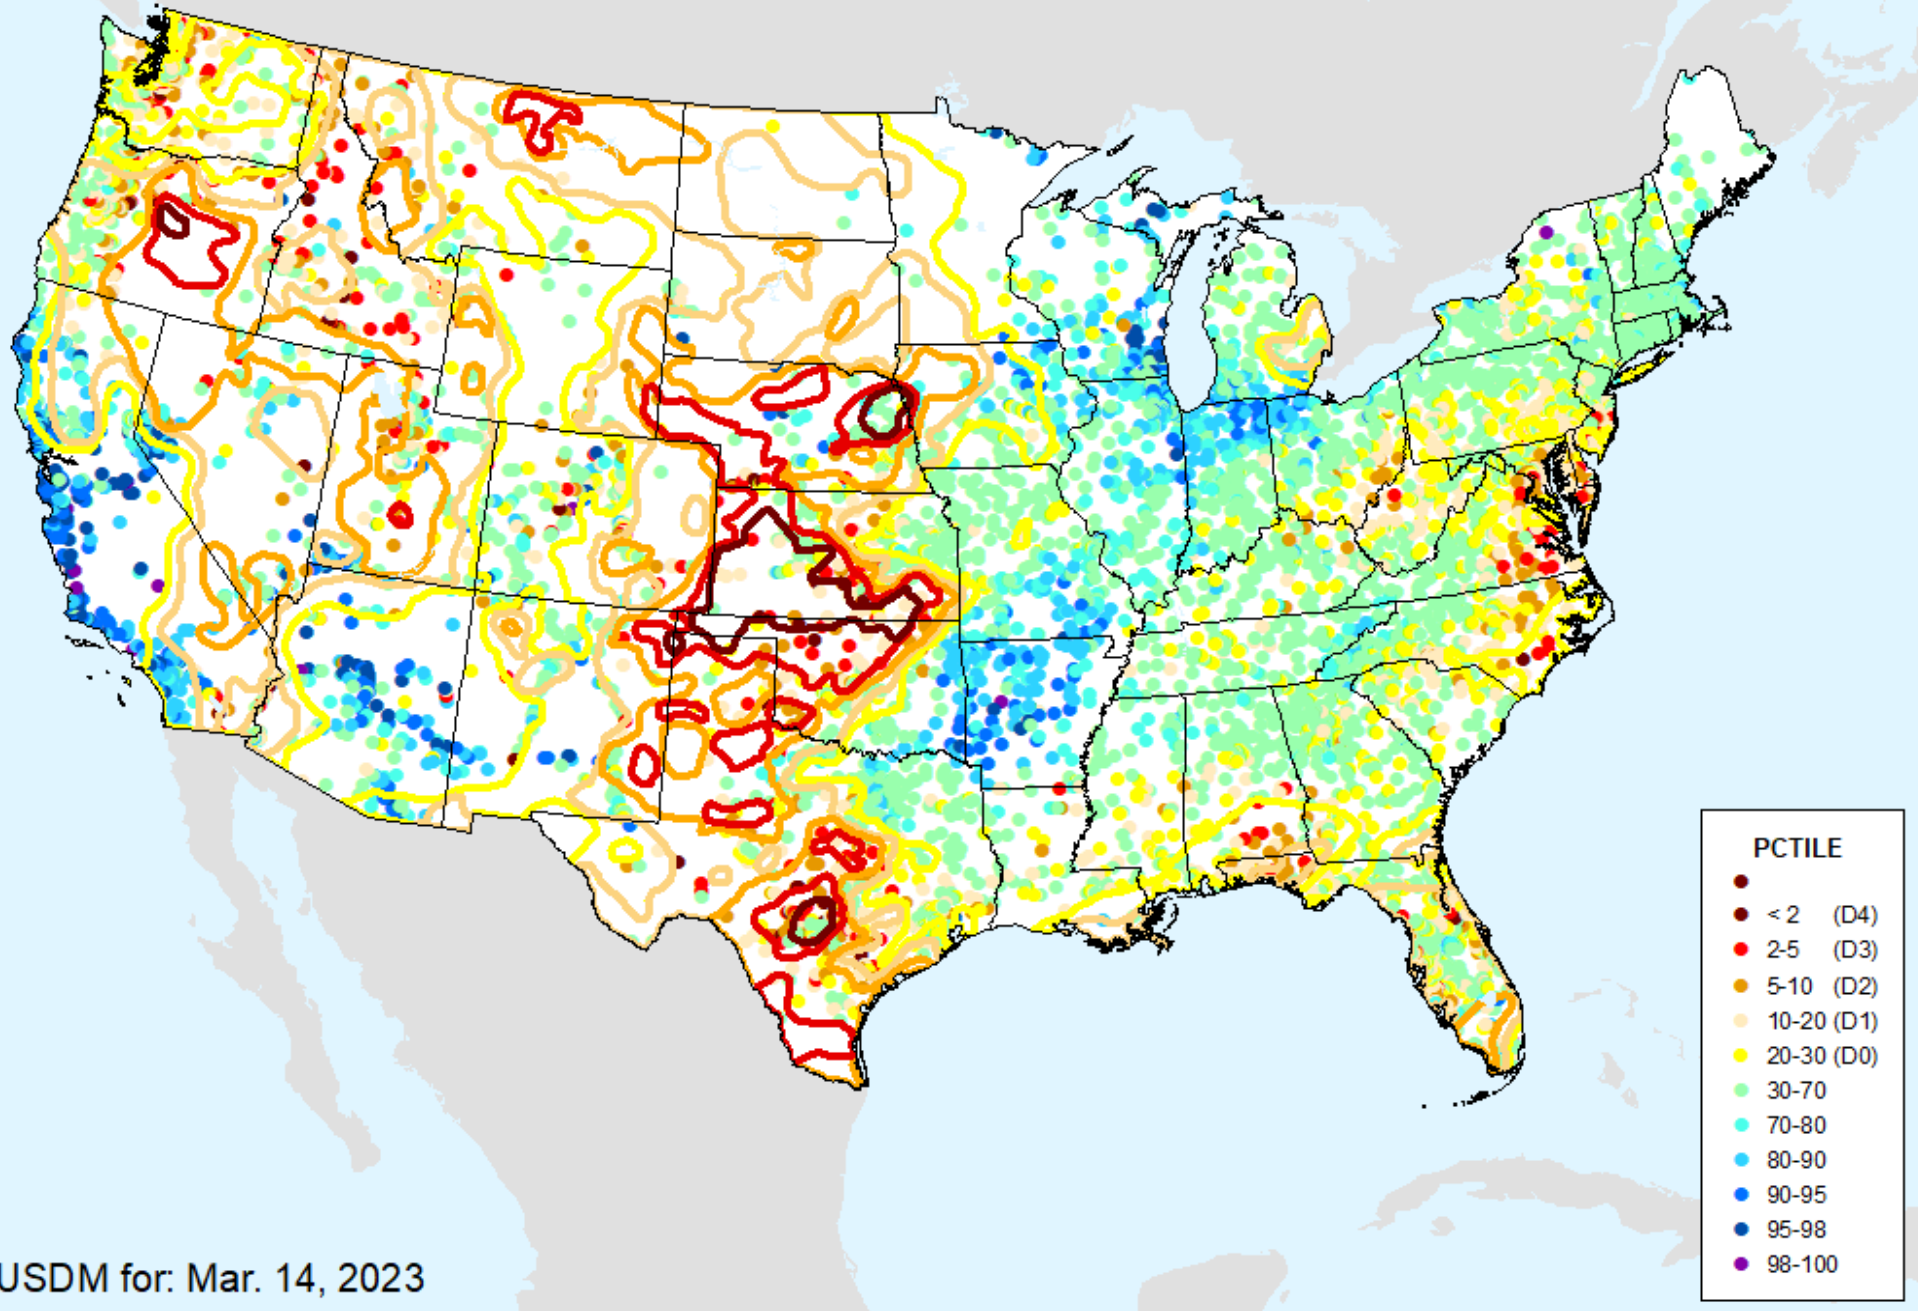 PCTILE
< 2 (D4)
2-5 (D3)
5-10 (D2)
10-20 (D1)
20-30 (D0)
30-70
70-80
80-90
90-95
95-98
98-100
USDM for: Mar. 14, 2023